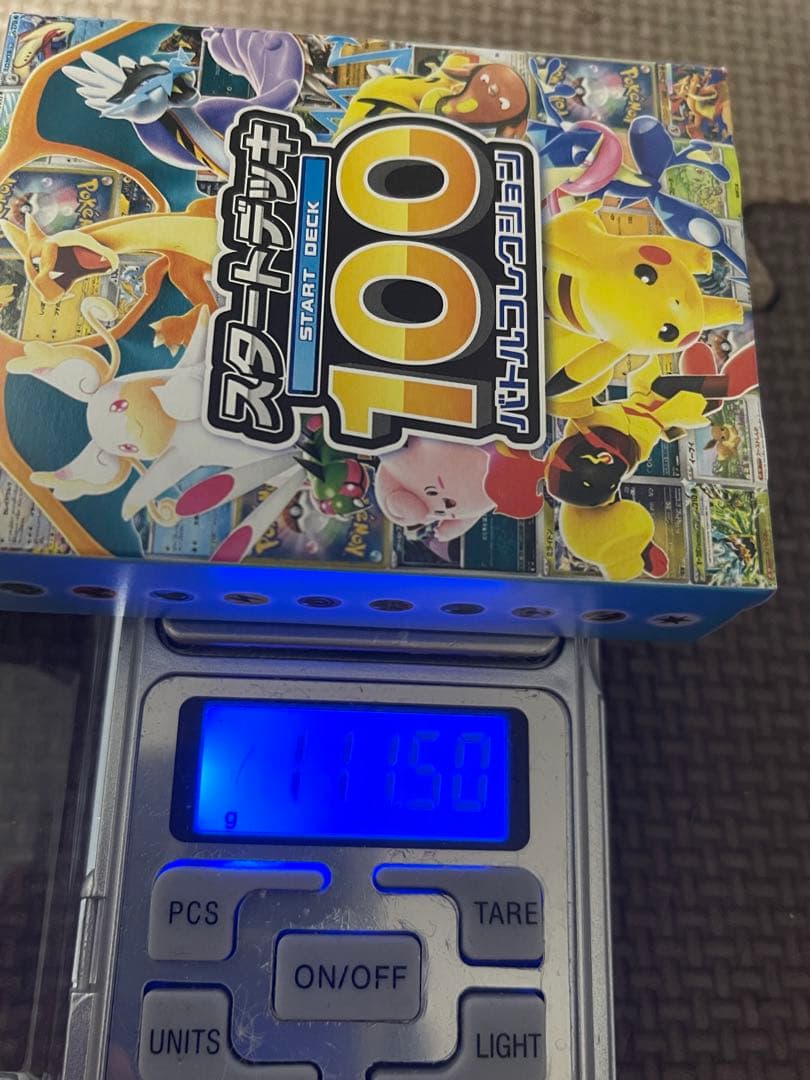 スタートデッキ
START DECK
100
バトルコレクション
111.50
g
PCS
TARE
ON/OFF
UNITS
LIGHT